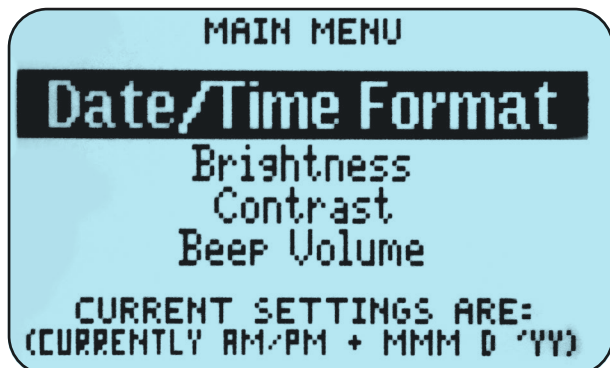 MAIN MENU
Date/Time Format
Brightness
Contrast
Beep Volume
CURRENT SETTINGS ARE:
(CURRENTLY AM/PM + MMM D 'YY)